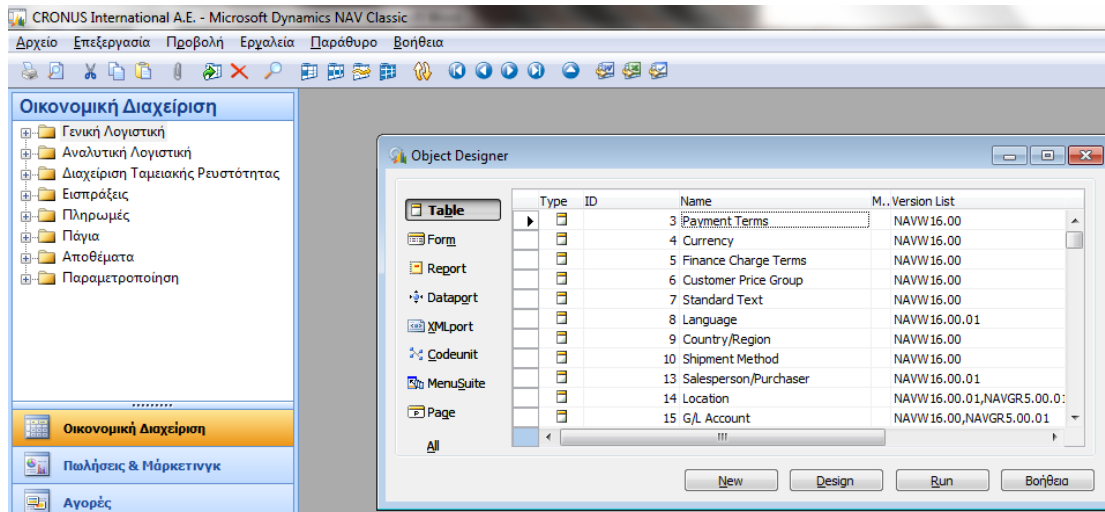 CRONUS International A.E. - Microsoft Dynamics NAV Classic
Αρχείο Επεξεργασία Προβολή Εργαλεία Παράθυρο Βοήθεια
Οικονομική Διαχείριση
Γενική Λογιστική
Αναλυτική Λογιστική
Διαχείριση Ταμειακής Ρευστότητας
Εισπράξεις
Πληρωμές
Πάγια
Αποθέματα
Παραμετροποίηση
Οικονομική Διαχείριση
Πωλήσεις & Μάρκετινγκ
Αγορές
Object Designer
Table
Form
Report
Dataport
XMLport
Codeunit
MenuSuite
Page
All
Type ID Name M.. Version List
3 Payment Terms NAVW16.00
4 Currency NAVW16.00
5 Finance Charge Terms NAVW16.00
6 Customer Price Group NAVW16.00
7 Standard Text NAVW16.00
8 Language NAVW16.00.01
9 Country/Region NAVW16.00
10 Shipment Method NAVW16.00
13 Salesperson/Purchaser NAVW16.00.01
14 Location NAVW16.00.01,NAVGR5.00.01
15 G/L Account NAVW16.00,NAVGR5.00.01
New Design Run Βοήθεια